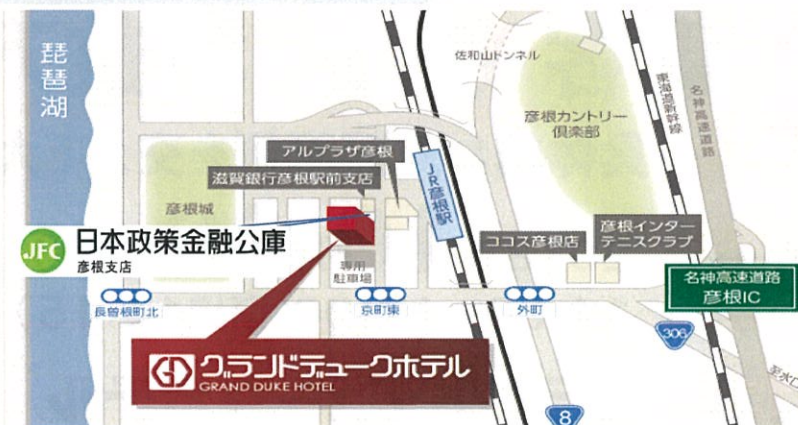 琵琶湖
佐和山トンネル
彦根カントリー
倶楽部
東海道新幹線
名神高速道路
アルプラザ彦根
滋賀銀行彦根駅前支店
JR彦根駅
彦根城
JFC 日本政策金融公庫
彦根支店
ココス彦根店
彦根インター
テニスクラブ
専用
駐車場
名神高速道路
彦根IC
長曽根町北
京町東
外町
306
至水口
グランドデュークホテル
GRAND DUKE HOTEL
8